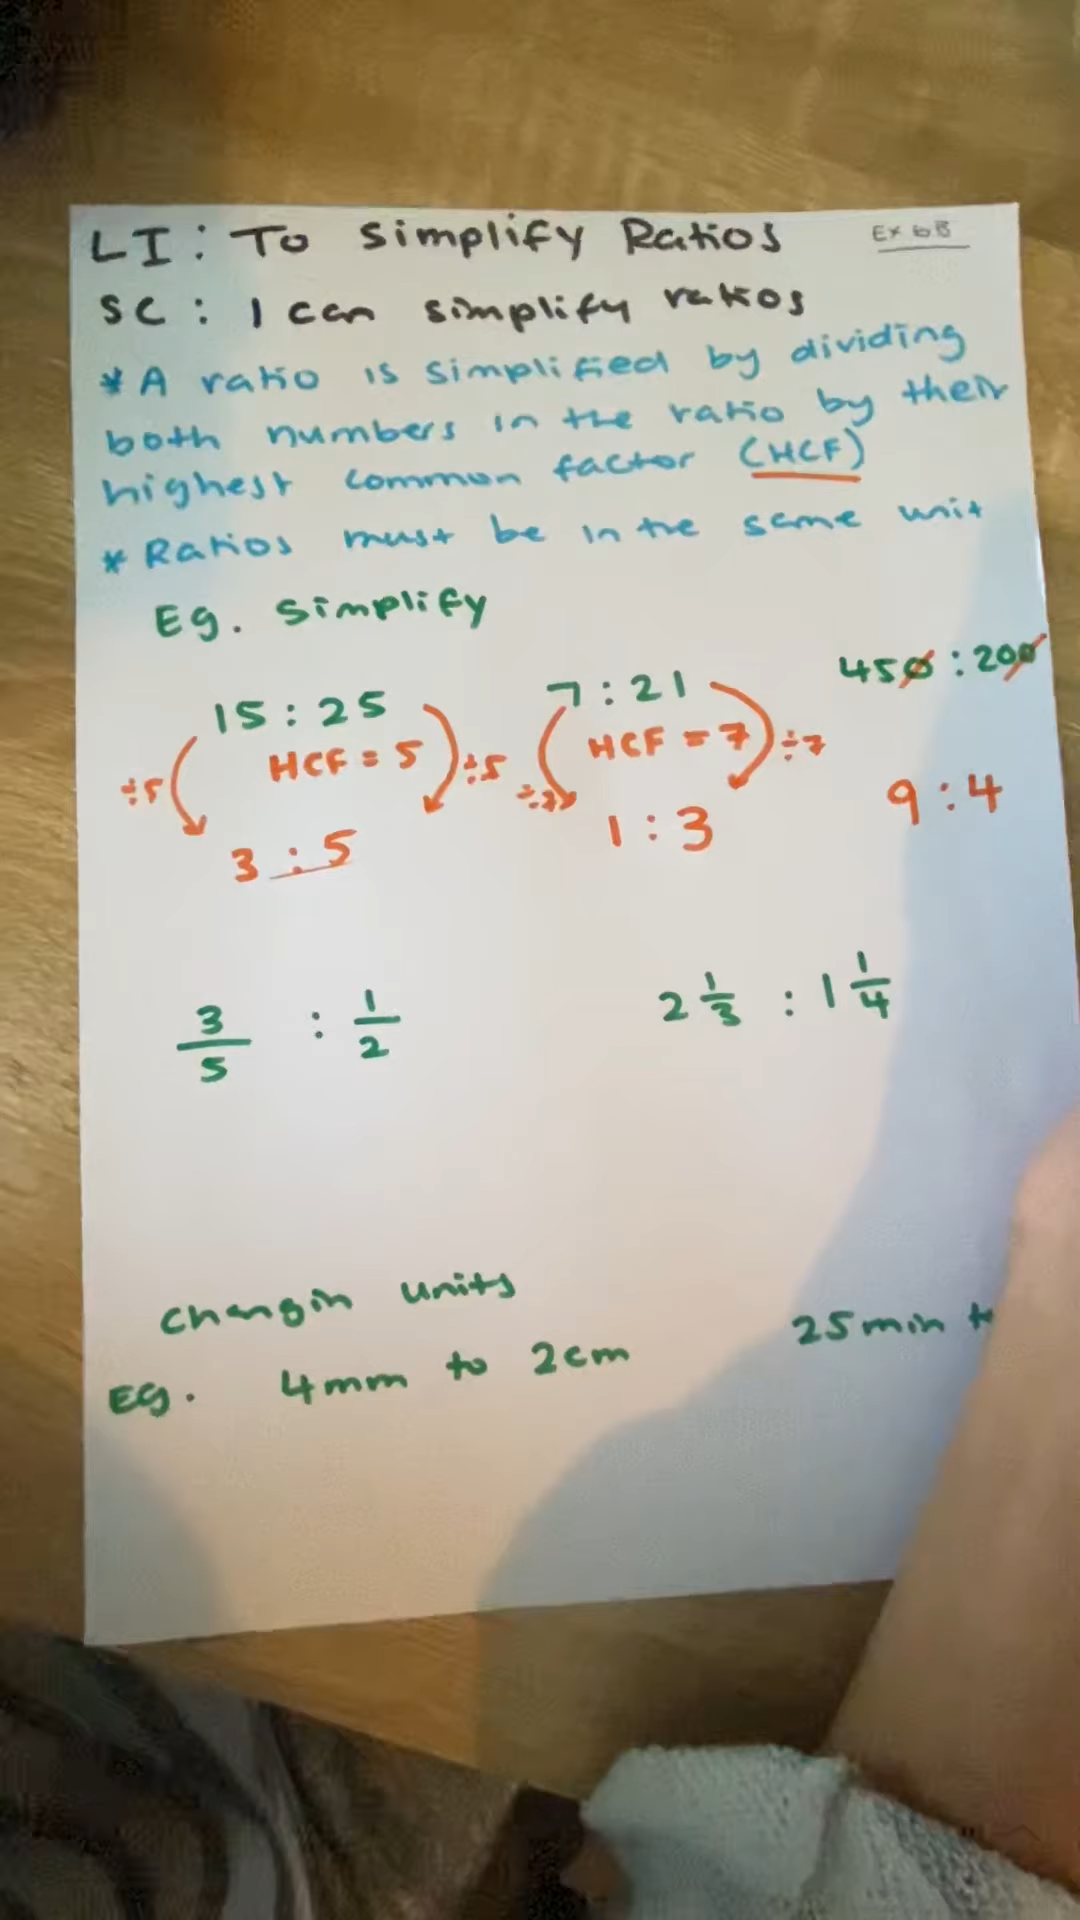 LI: To Simplify Ratios
Ex 6B
SC: I can simplify ratios
* A ratio is simplified by dividing
both numbers in the ratio by their
highest common factor (HCF)
* Ratios must be in the same unit
Eg. Simplify
15:25
7:21
450:200
HCF = 5
÷5
÷5
HCF = 7
÷7
÷7
3:5
1:3
9:4
3/5 : 1/2
2 1/3 : 1 1/4
Changin units
Eg. 4mm to 2cm
25min